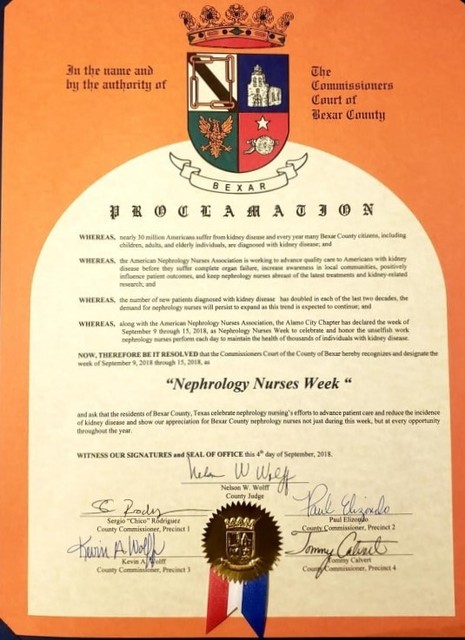 In the name and
by the authority of
The
Commissioners
Court of
Bexar County
BEXAR
PROCLAMATION
WHEREAS, nearly 30 million Americans suffer from kidney disease and every year many Bexar County citizens, including
children, adults, and elderly individuals, are diagnosed with kidney disease; and
WHEREAS, the American Nephrology Nurses Association is working to advance quality care to Americans with kidney
disease before they suffer complete organ failure, increase awareness in local communities, positively
influence patient outcomes, and keep nephrology nurses abreast of the latest treatments and kidney-related
research; and
WHEREAS, the number of new patients diagnosed with kidney disease has doubled in each of the last two decades, the
demand for nephrology nurses will persist to expand as this trend is expected to continue; and
WHEREAS, along with the American Nephrology Nurses Association, the Alamo City Chapter has declared the week of
September 9 through 15, 2018, as Nephrology Nurses Week to celebrate and honor the unselfish work
nephrology nurses perform each day to maintain the health of thousands of individuals with kidney disease.
NOW, THEREFORE BE IT RESOLVED that the Commissioners Court of the County of Bexar hereby recognizes and designate
the week of September 9, 2018 through 15, 2018, as
"Nephrology Nurses Week "
and ask that the residents of Bexar County, Texas celebrate nephrology nursing's efforts to advance patient care and reduce the incidence
of kidney disease and show our appreciation for Bexar County nephrology nurses not just during this week, but at every opportunity
throughout the year.
WITNESS OUR SIGNATURES and SEAL OF OFFICE this 4th day of September, 2018.
Nelson W Wolff
Nelson W. Wolff
County Judge
Sergio "Chico" Rodriguez
County Commissioner, Precinct 1
Paul Elizondo
Paul Elizondo
County Commissioner, Precinct 2
Kevin A. Wolff
Kevin A. Wolff
County Commissioner, Precinct 3
Tommy Calvert
Tommy Calvert
County Commissioner, Precinct 4